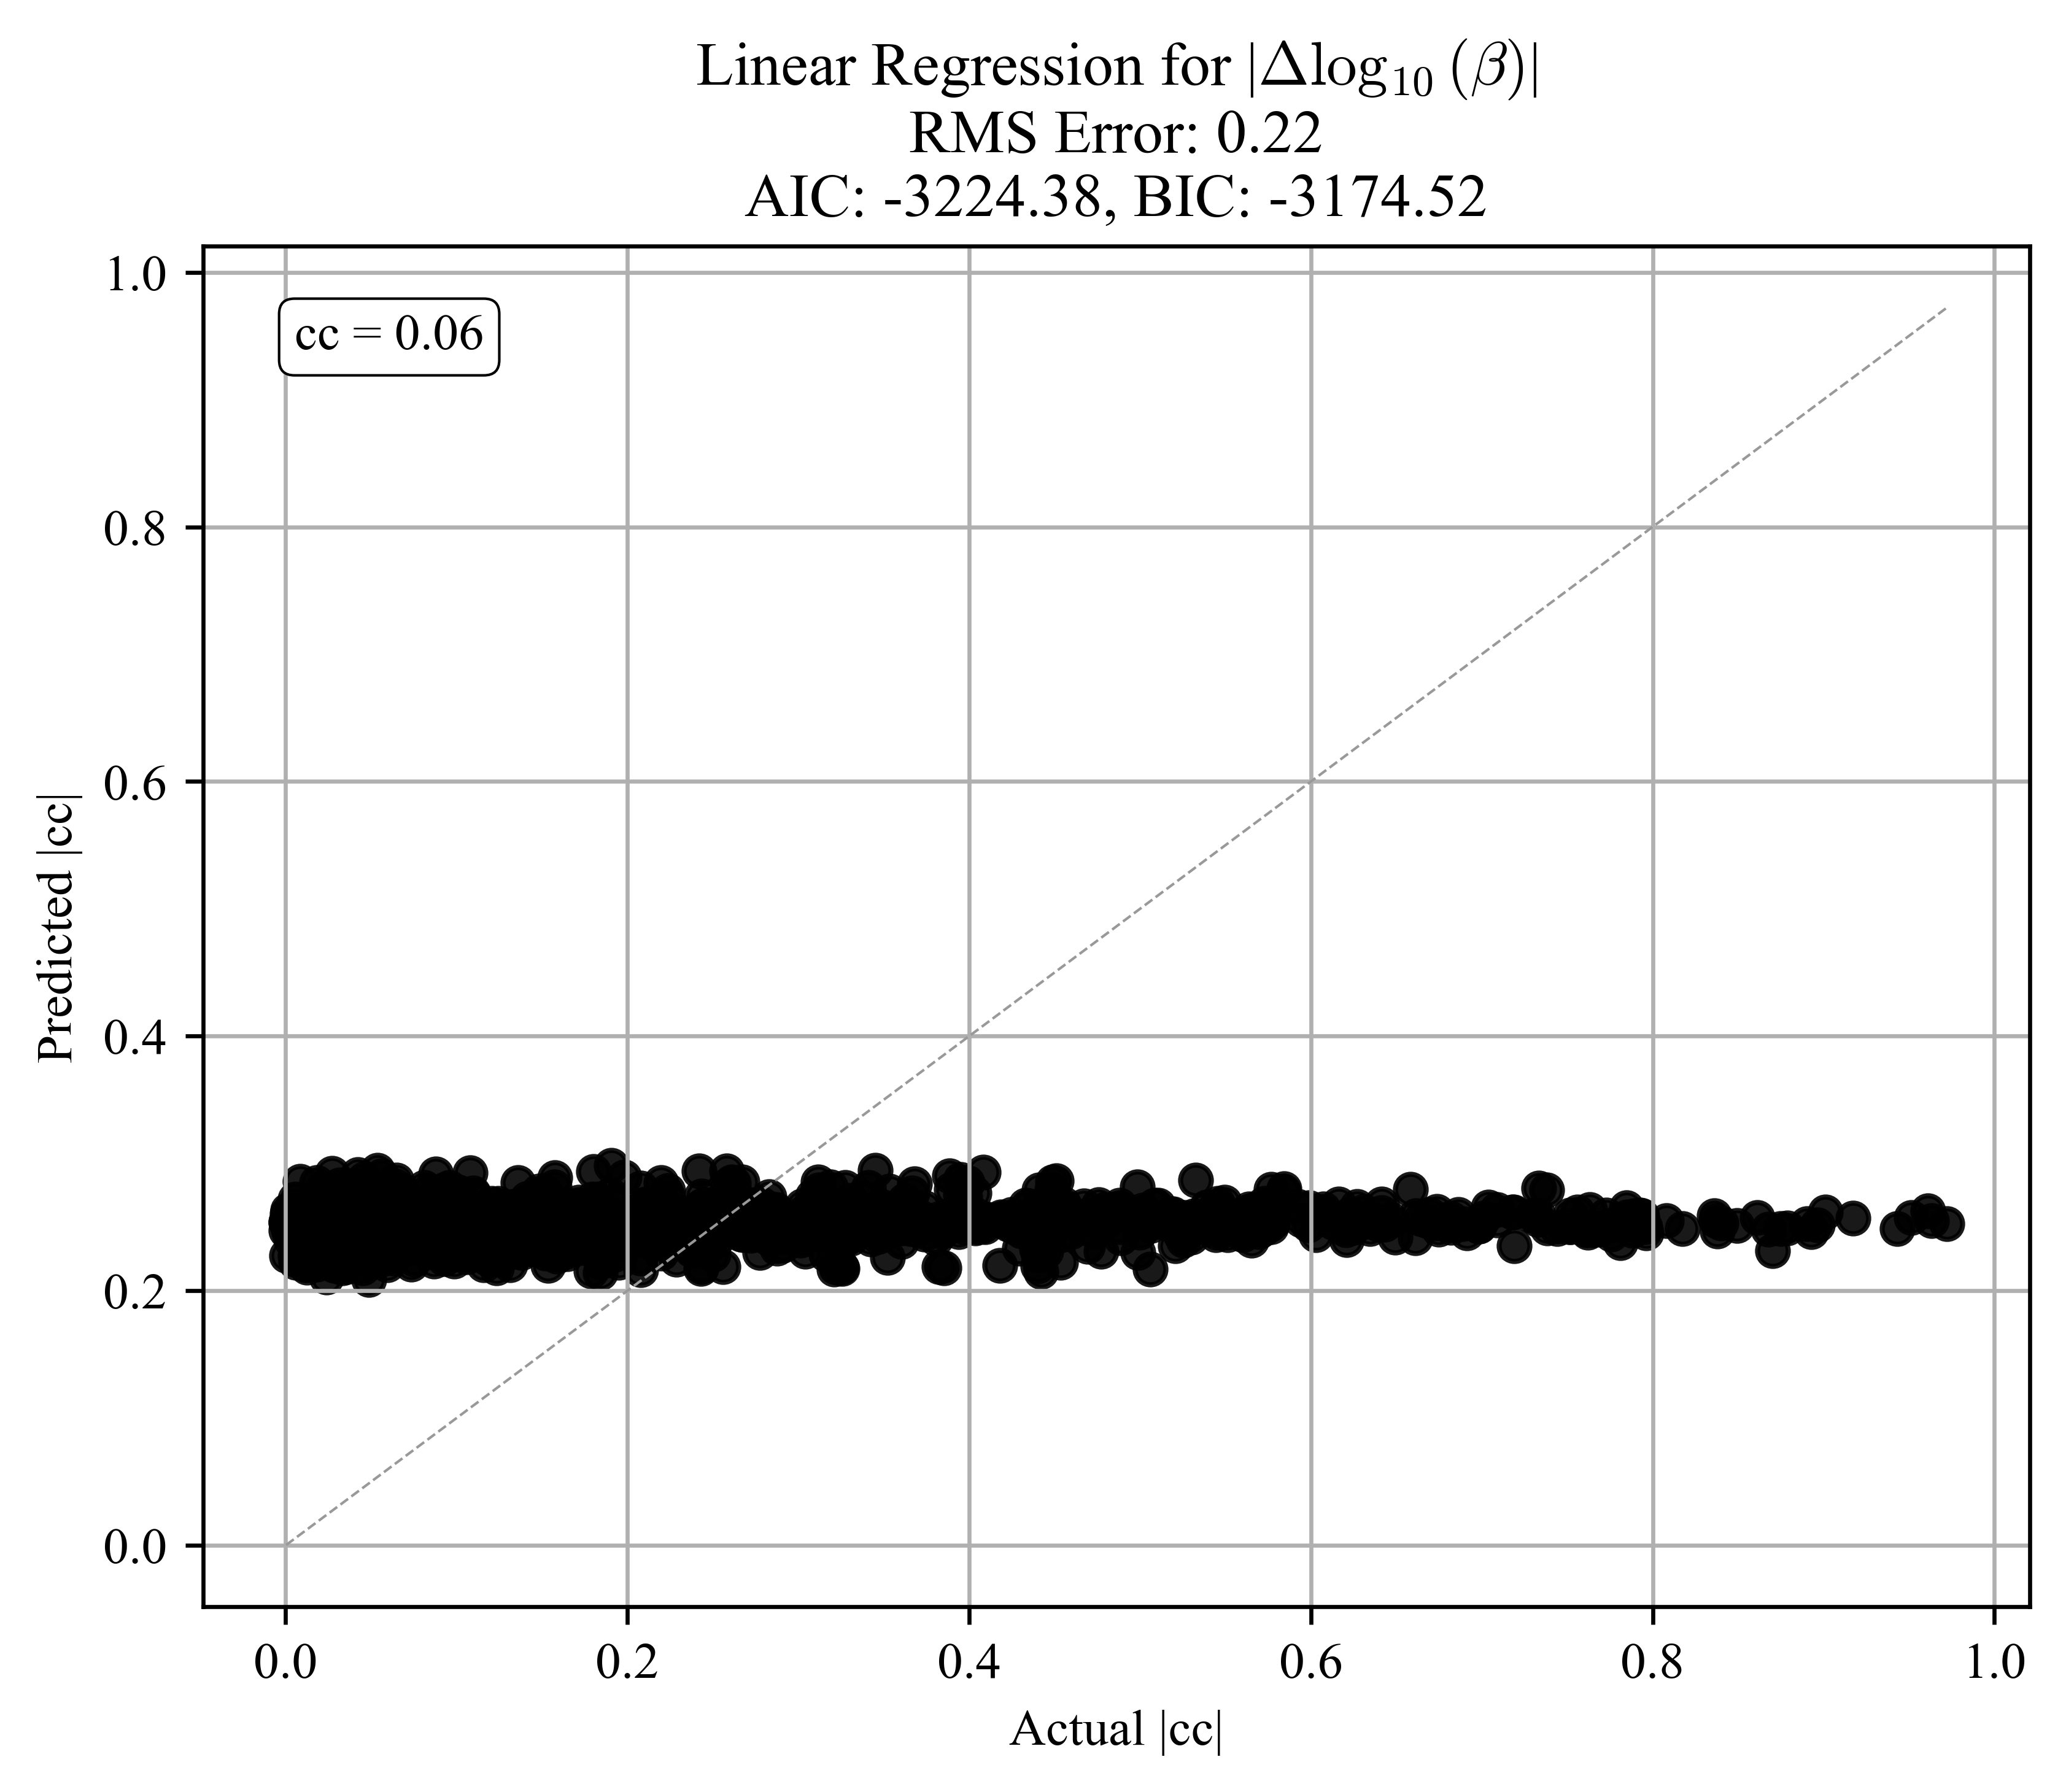 Linear Regression for |Δlog₁₀ (β)|
RMS Error: 0.22
AIC: -3224.38, BIC: -3174.52
cc = 0.06
1.0
0.8
0.6
0.4
0.2
0.0
Predicted |cc|
0.0 0.2 0.4 0.6 0.8 1.0
Actual |cc|